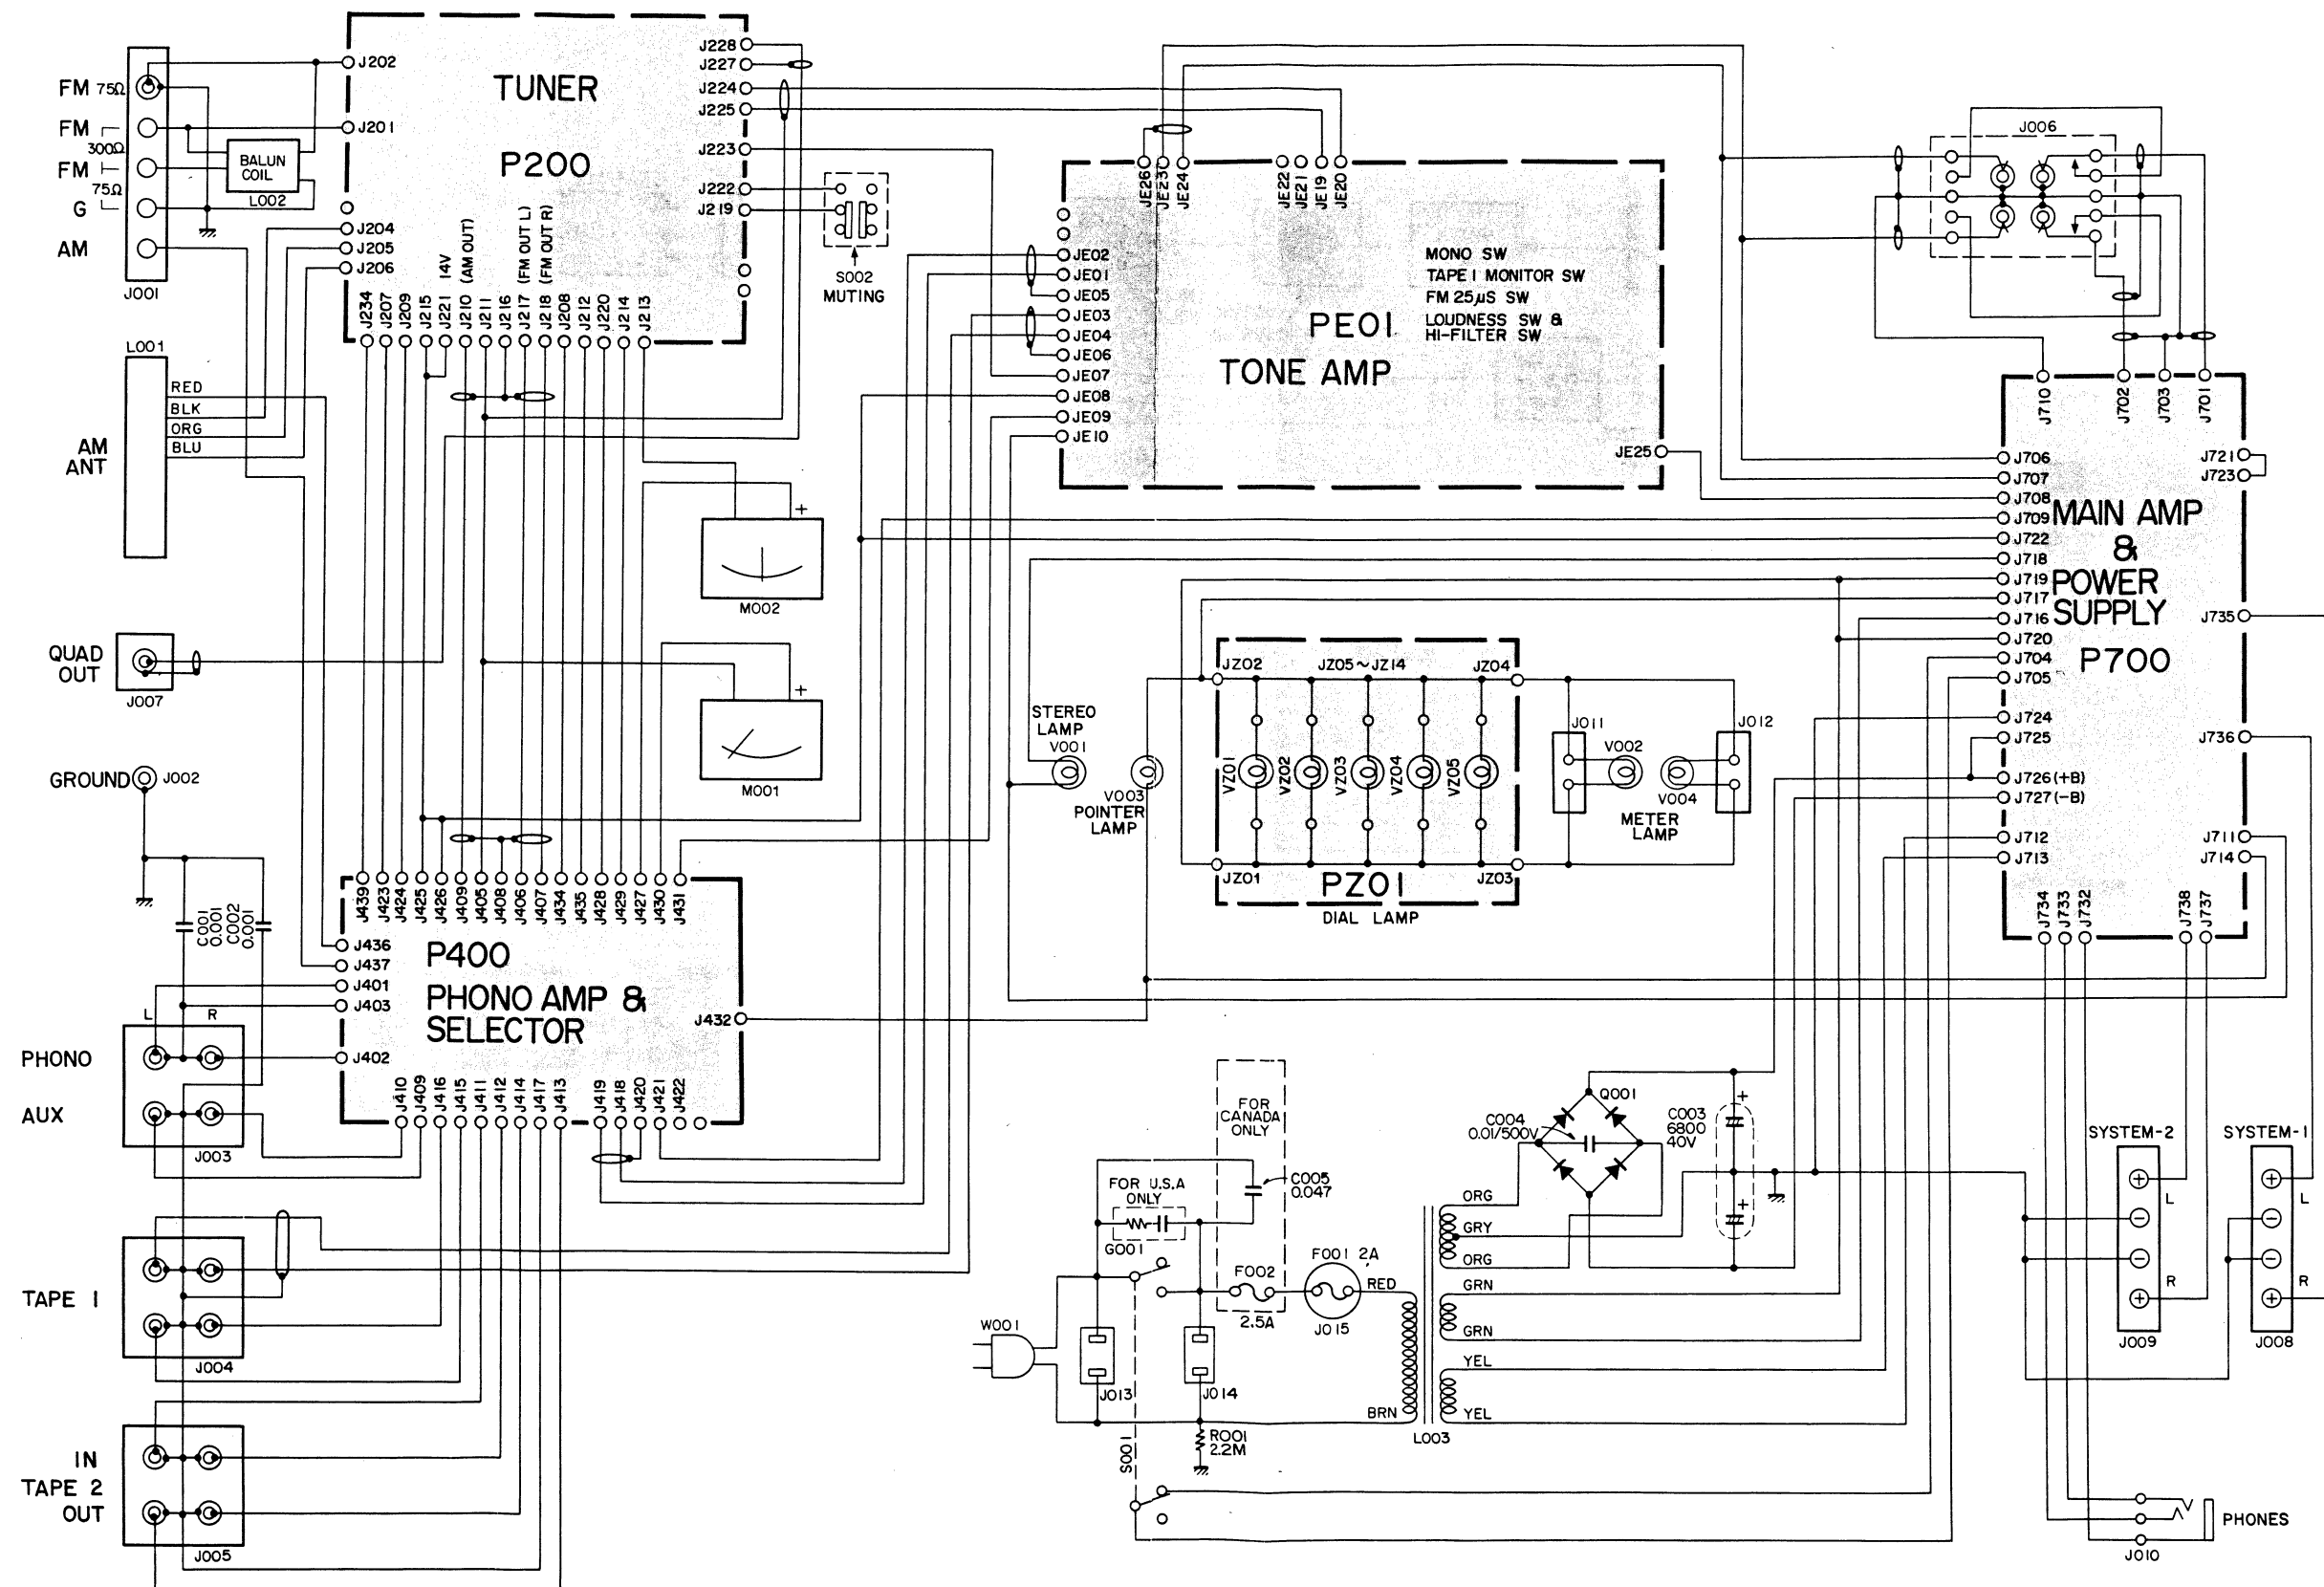 FM 75Ω
FM
300Ω
FM
75Ω
G
AM
J001
BALUN
COIL
L002
J202
J201
J204
J205
J206
TUNER
P200
J228
J227
J224
J225
J223
J222
J219
J234
J207
J209
J215
J221 14V
J210 (AM OUT)
J211
J216
J217 (FM OUT L)
J218 (FM OUT R)
J208
J212
J220
J214
J213
S002
MUTING
L001
RED
BLK
ORG
BLU
AM
ANT
QUAD
OUT
J007
GROUND
J002
C001
0.001
C002
0.001
+
M002
+
M001
JE26
JE23
JE24
JE22
JE21
JE19
JE20
JE02
JE01
JE05
JE03
JE04
JE06
JE07
JE08
JE09
JE10
MONO SW
TAPE 1 MONITOR SW
FM 25µS SW
LOUDNESS SW &
HI-FILTER SW
PE01
TONE AMP
JE25
J006
J710
J702
J703
J701
J706
J707
J708
J709
J722
J718
J719
J717
J716
J720
J704
J705
J724
J725
J726(+B)
J727(-B)
J712
J713
J721
J723
J735
J736
J711
J714
J734
J733
J732
J738
J737
MAIN AMP
&
POWER
SUPPLY
P700
STEREO
LAMP
V001
V003
POINTER
LAMP
JZ02
JZ05~JZ14
JZ04
VZ01
VZ02
VZ03
VZ04
VZ05
JZ01
PZ01
JZ03
DIAL LAMP
J011
V002
J012
V004
METER
LAMP
J439
J423
J424
J425
J426
J409
J405
J408
J406
J407
J434
J435
J428
J429
J427
J430
J431
J436
J437
J401
J403
J402
P400
PHONO AMP &
SELECTOR
J432
J410
J409
J416
J415
J411
J412
J414
J417
J413
J419
J418
J420
J421
J422
L
R
PHONO
AUX
J003
TAPE 1
J004
IN
TAPE 2
OUT
J005
FOR
CANADA
ONLY
FOR U.S.A
ONLY
G001
C005
0.047
F002
2.5A
F001 2A
J015
RED
BRN
W001
J013
J014
R001
2.2M
S001
L003
ORG
GRY
ORG
GRN
GRN
YEL
YEL
Q001
C004
0.01/500V
C003
6800
40V
+
+
SYSTEM-2
+
L
−
−
R
+
J009
SYSTEM-1
+
L
−
−
R
+
J008
PHONES
J010